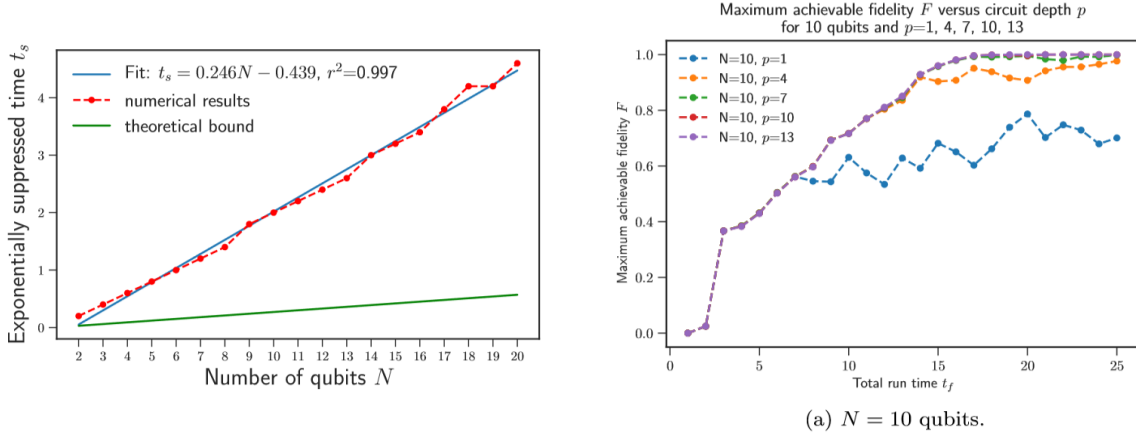 Exponentially suppressed time t_s
Fit: t_s = 0.246N − 0.439, r²=0.997
numerical results
theoretical bound
4
3
2
1
0
2 3 4 5 6 7 8 9 10 11 12 13 14 15 16 17 18 19 20
Number of qubits N
Maximum achievable fidelity F versus circuit depth p
for 10 qubits and p=1, 4, 7, 10, 13
Maximum achievable fidelity F
1.0
0.8
0.6
0.4
0.2
0.0
N=10, p=1
N=10, p=4
N=10, p=7
N=10, p=10
N=10, p=13
0 5 10 15 20 25
Total run time t_f
(a) N = 10 qubits.